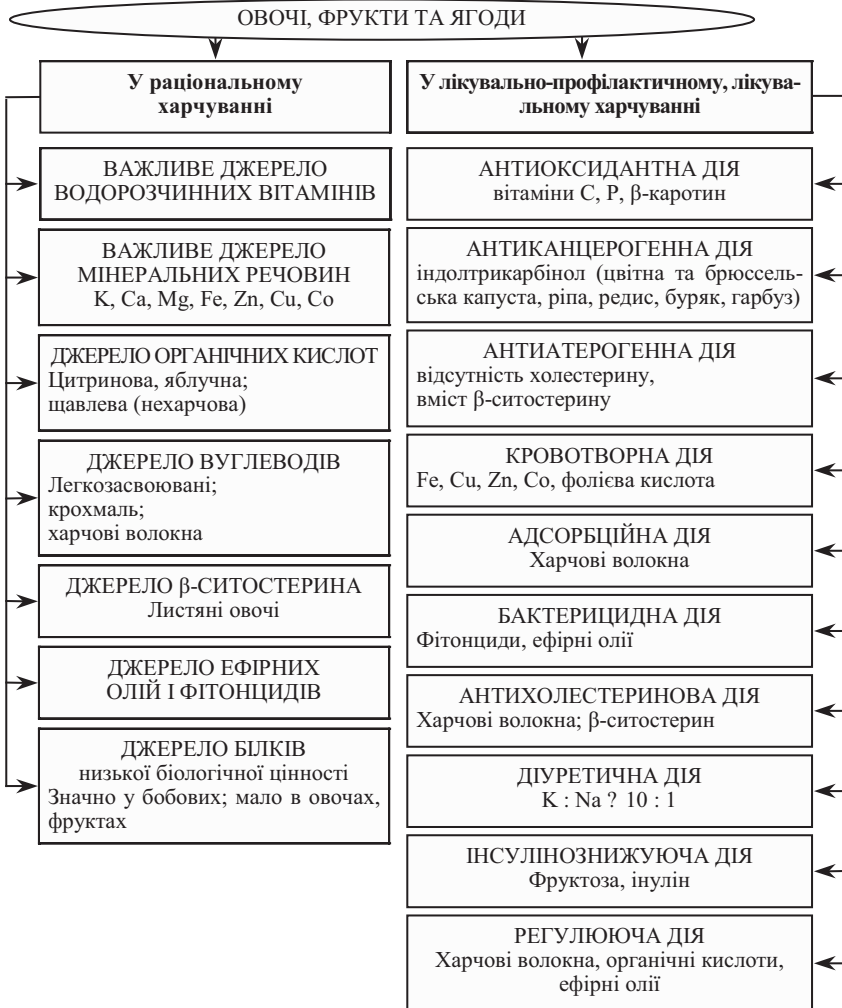 ОВОЧІ, ФРУКТИ ТА ЯГОДИ
У раціональному
харчуванні
ВАЖЛИВЕ ДЖЕРЕЛО
ВОДОРОЗЧИННИХ ВІТАМІНІВ
ВАЖЛИВЕ ДЖЕРЕЛО
МІНЕРАЛЬНИХ РЕЧОВИН
K, Ca, Mg, Fe, Zn, Cu, Co
ДЖЕРЕЛО ОРГАНІЧНИХ КИСЛОТ
Цитринова, яблучна;
щавлева (нехарчова)
ДЖЕРЕЛО ВУГЛЕВОДІВ
Легкозасвоювані;
крохмаль;
харчові волокна
ДЖЕРЕЛО β-СИТОСТЕРИНА
Листяні овочі
ДЖЕРЕЛО ЕФІРНИХ
ОЛІЙ І ФІТОНЦИДІВ
ДЖЕРЕЛО БІЛКІВ
низької біологічної цінності
Значно у бобових; мало в овочах,
фруктах
У лікувально-профілактичному, лікува-
льному харчуванні
АНТИОКСИДАНТНА ДІЯ
вітаміни С, Р, β-каротин
АНТИКАНЦЕРОГЕННА ДІЯ
індолтрикарбінол (цвітна та брюссель-
ська капуста, ріпа, редис, буряк, гарбуз)
АНТИАТЕРОГЕННА ДІЯ
відсутність холестерину,
вміст β-ситостерину
КРОВОТВОРНА ДІЯ
Fe, Cu, Zn, Co, фолієва кислота
АДСОРБЦІЙНА ДІЯ
Харчові волокна
БАКТЕРИЦИДНА ДІЯ
Фітонциди, ефірні олії
АНТИХОЛЕСТЕРИНОВА ДІЯ
Харчові волокна; β-ситостерин
ДІУРЕТИЧНА ДІЯ
K : Na ? 10 : 1
ІНСУЛІНОЗНИЖУЮЧА ДІЯ
Фруктоза, інулін
РЕГУЛЮЮЧА ДІЯ
Харчові волокна, органічні кислоти,
ефірні олії